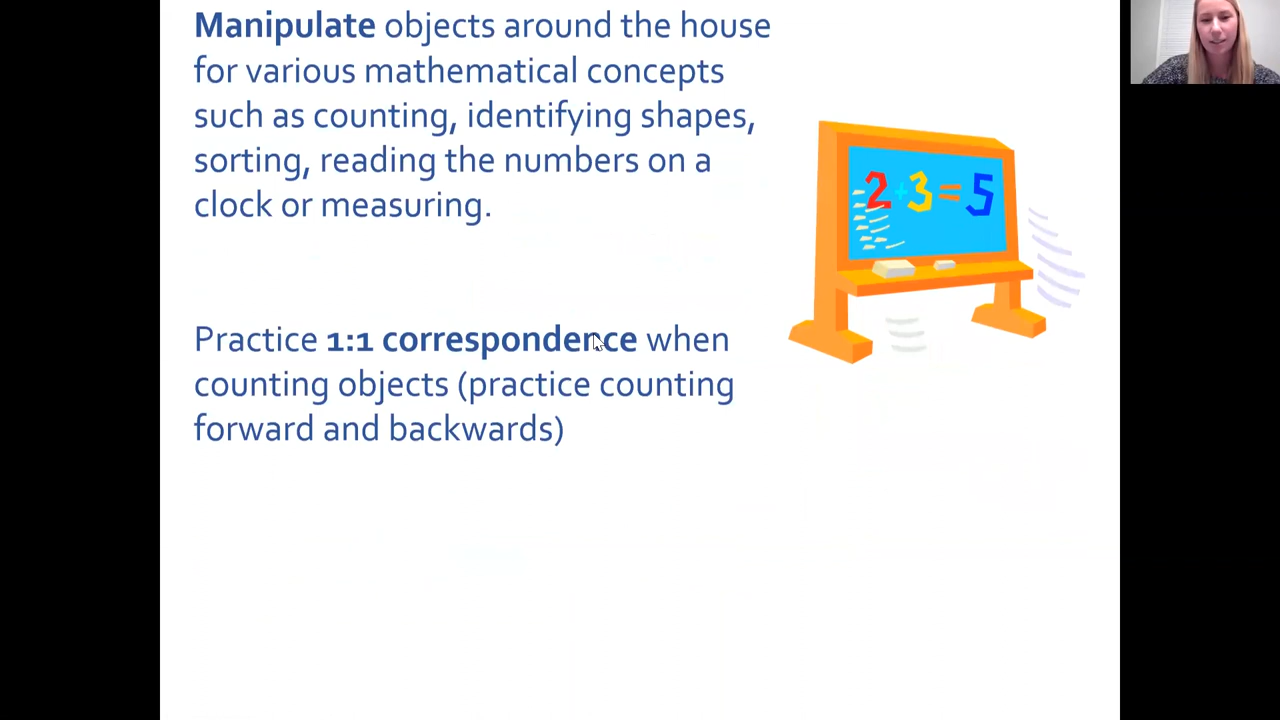 Manipulate objects around the house
for various mathematical concepts
such as counting, identifying shapes,
sorting, reading the numbers on a
clock or measuring.
2+3=5
Practice 1:1 correspondence when
counting objects (practice counting
forward and backwards)